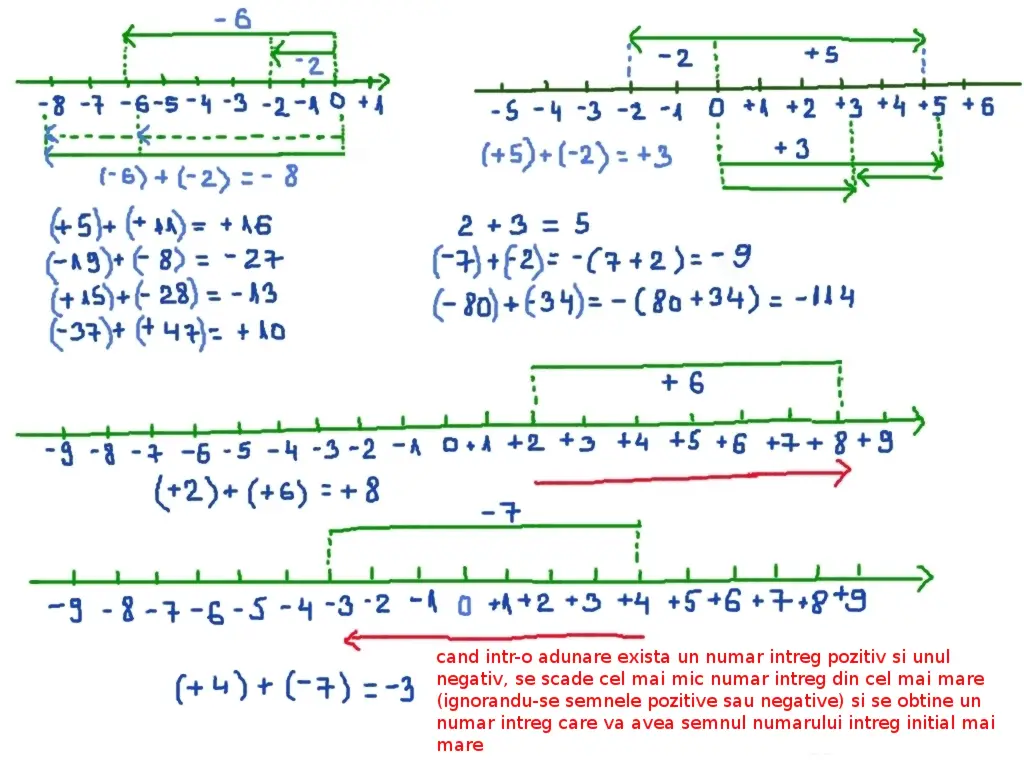 -6
-2
-8 -7 -6 -5 -4 -3 -2 -1 0 +1
(-6) + (-2) = - 8
-2 +5
-5 -4 -3 -2 -1 0 +1 +2 +3 +4 +5 +6
(+5) + (-2) = +3
+3
(+5) + (+ 11) = + 16
(-19) + (- 8) = - 27
(+15) + (- 28) = - 13
(-37) + (+ 47) = + 10
2 + 3 = 5
(-7) + (-2) = - (7 + 2) = - 9
(- 80) + (-34) = - (80 + 34) = - 114
+ 6
-9 -8 -7 -6 -5 -4 -3 -2 -1 0 +1 +2 +3 +4 +5 +6 +7 +8 +9
(+2) + (+6) = + 8
-7
-9 -8 -7 -6 -5 -4 -3 -2 -1 0 +1 +2 +3 +4 +5 +6 +7 +8 +9
(+4) + (-7) = -3
cand intr-o adunare exista un numar intreg pozitiv si unul
negativ, se scade cel mai mic numar intreg din cel mai mare
(ignorandu-se semnele pozitive sau negative) si se obtine un
numar intreg care va avea semnul numarului intreg initial mai
mare